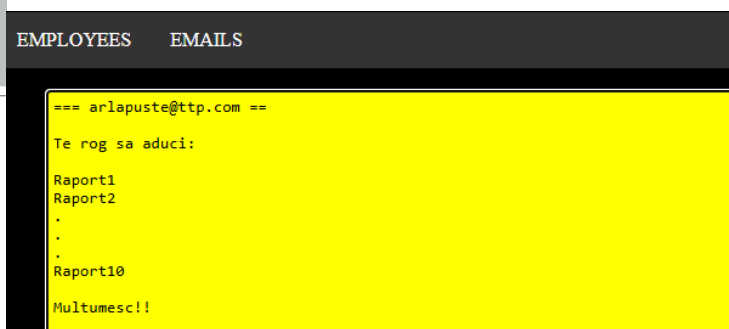 EMPLOYEES EMAILS
=== arlapuste@ttp.com ==
Te rog sa aduci:
Raport1
Raport2
.
.
.
Raport10
Multumesc!!